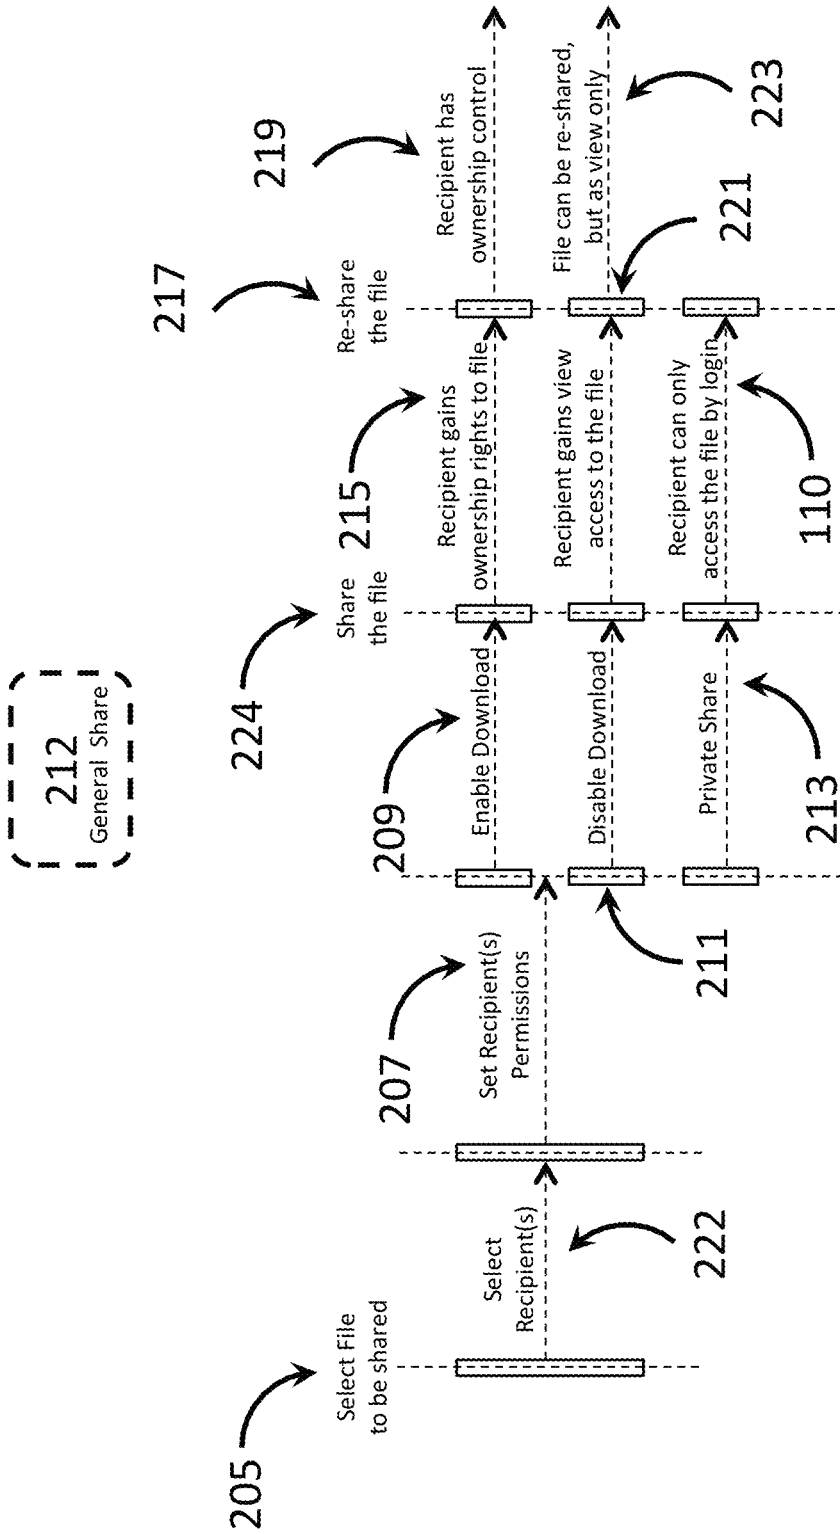 212
General Share
205
Select File
to be shared
Select
Recipient(s)
222
207
Set Recipient(s)
Permissions
211
224
Share
the file
209
Enable Download
Disable Download
Private Share
213
217
Re-share
the file
215
Recipient gains
ownership rights to file
Recipient gains view
access to the file
Recipient can only
access the file by login
110
219
Recipient has
ownership control
File can be re-shared,
but as view only
221
223